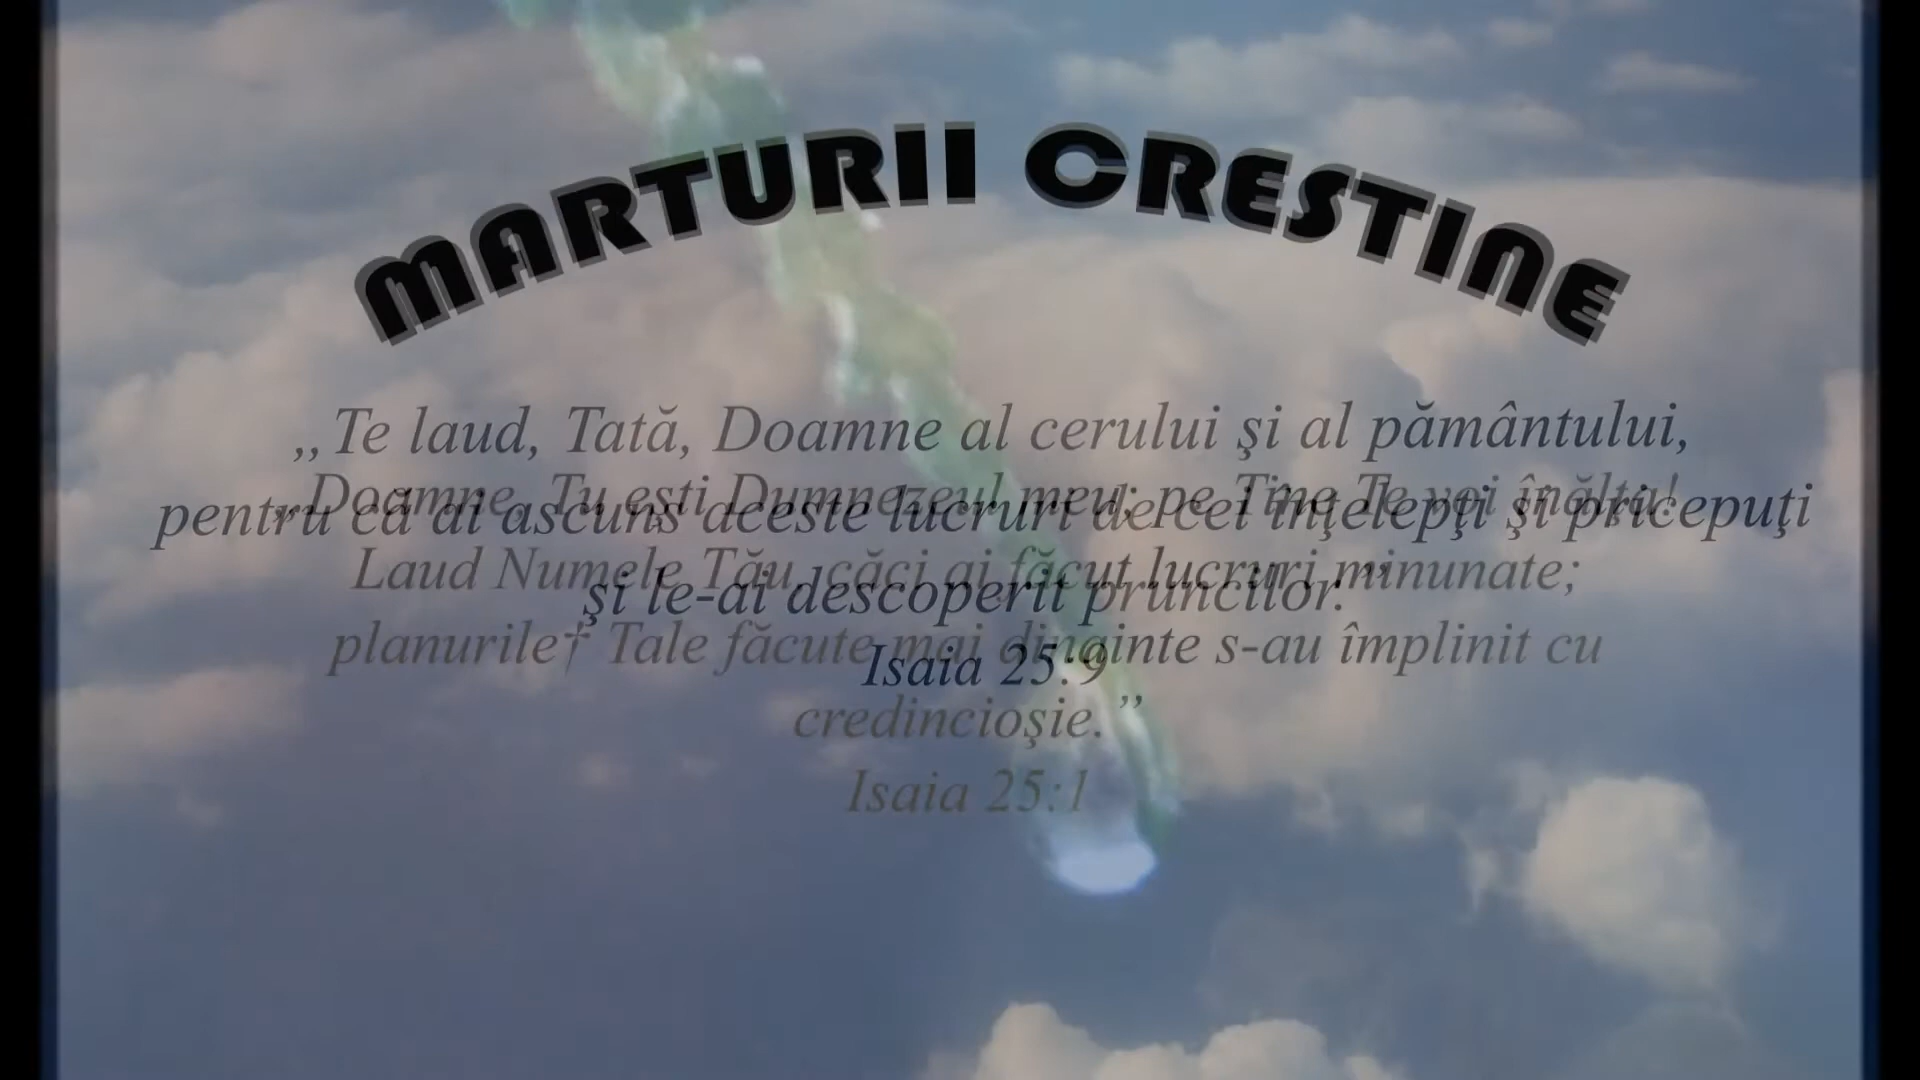 MARTURII CRESTINE
,,Te laud, Tată, Doamne al cerului şi al pământului,
pentru că ai ascuns aceste lucruri de cei înţelepţi şi pricepuţi
şi le-ai descoperit pruncilor.”
Isaia 25:9
„Doamne, Tu eşti Dumnezeul meu; pe Tine Te voi înălţa!
Laud Numele Tău, căci ai făcut lucruri minunate;
planurile† Tale făcute mai dinainte s-au împlinit cu
credincioşie.”
Isaia 25:1